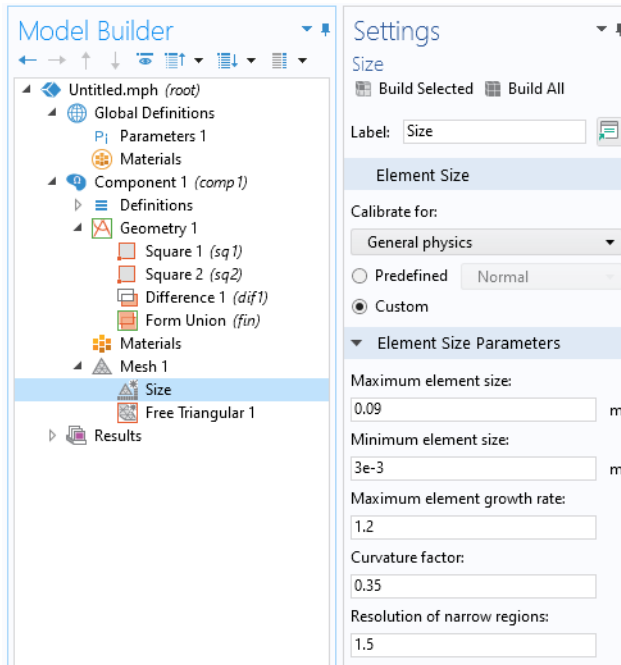 Model Builder
Untitled.mph (root)
Global Definitions
Pi Parameters 1
Materials
Component 1 (comp1)
Definitions
Geometry 1
Square 1 (sq1)
Square 2 (sq2)
Difference 1 (dif1)
Form Union (fin)
Materials
Mesh 1
Size
Free Triangular 1
Results
Settings
Size
Build Selected Build All
Label: Size
Element Size
Calibrate for:
General physics
Predefined Normal
Custom
Element Size Parameters
Maximum element size:
0.09 m
Minimum element size:
3e-3 m
Maximum element growth rate:
1.2
Curvature factor:
0.35
Resolution of narrow regions:
1.5